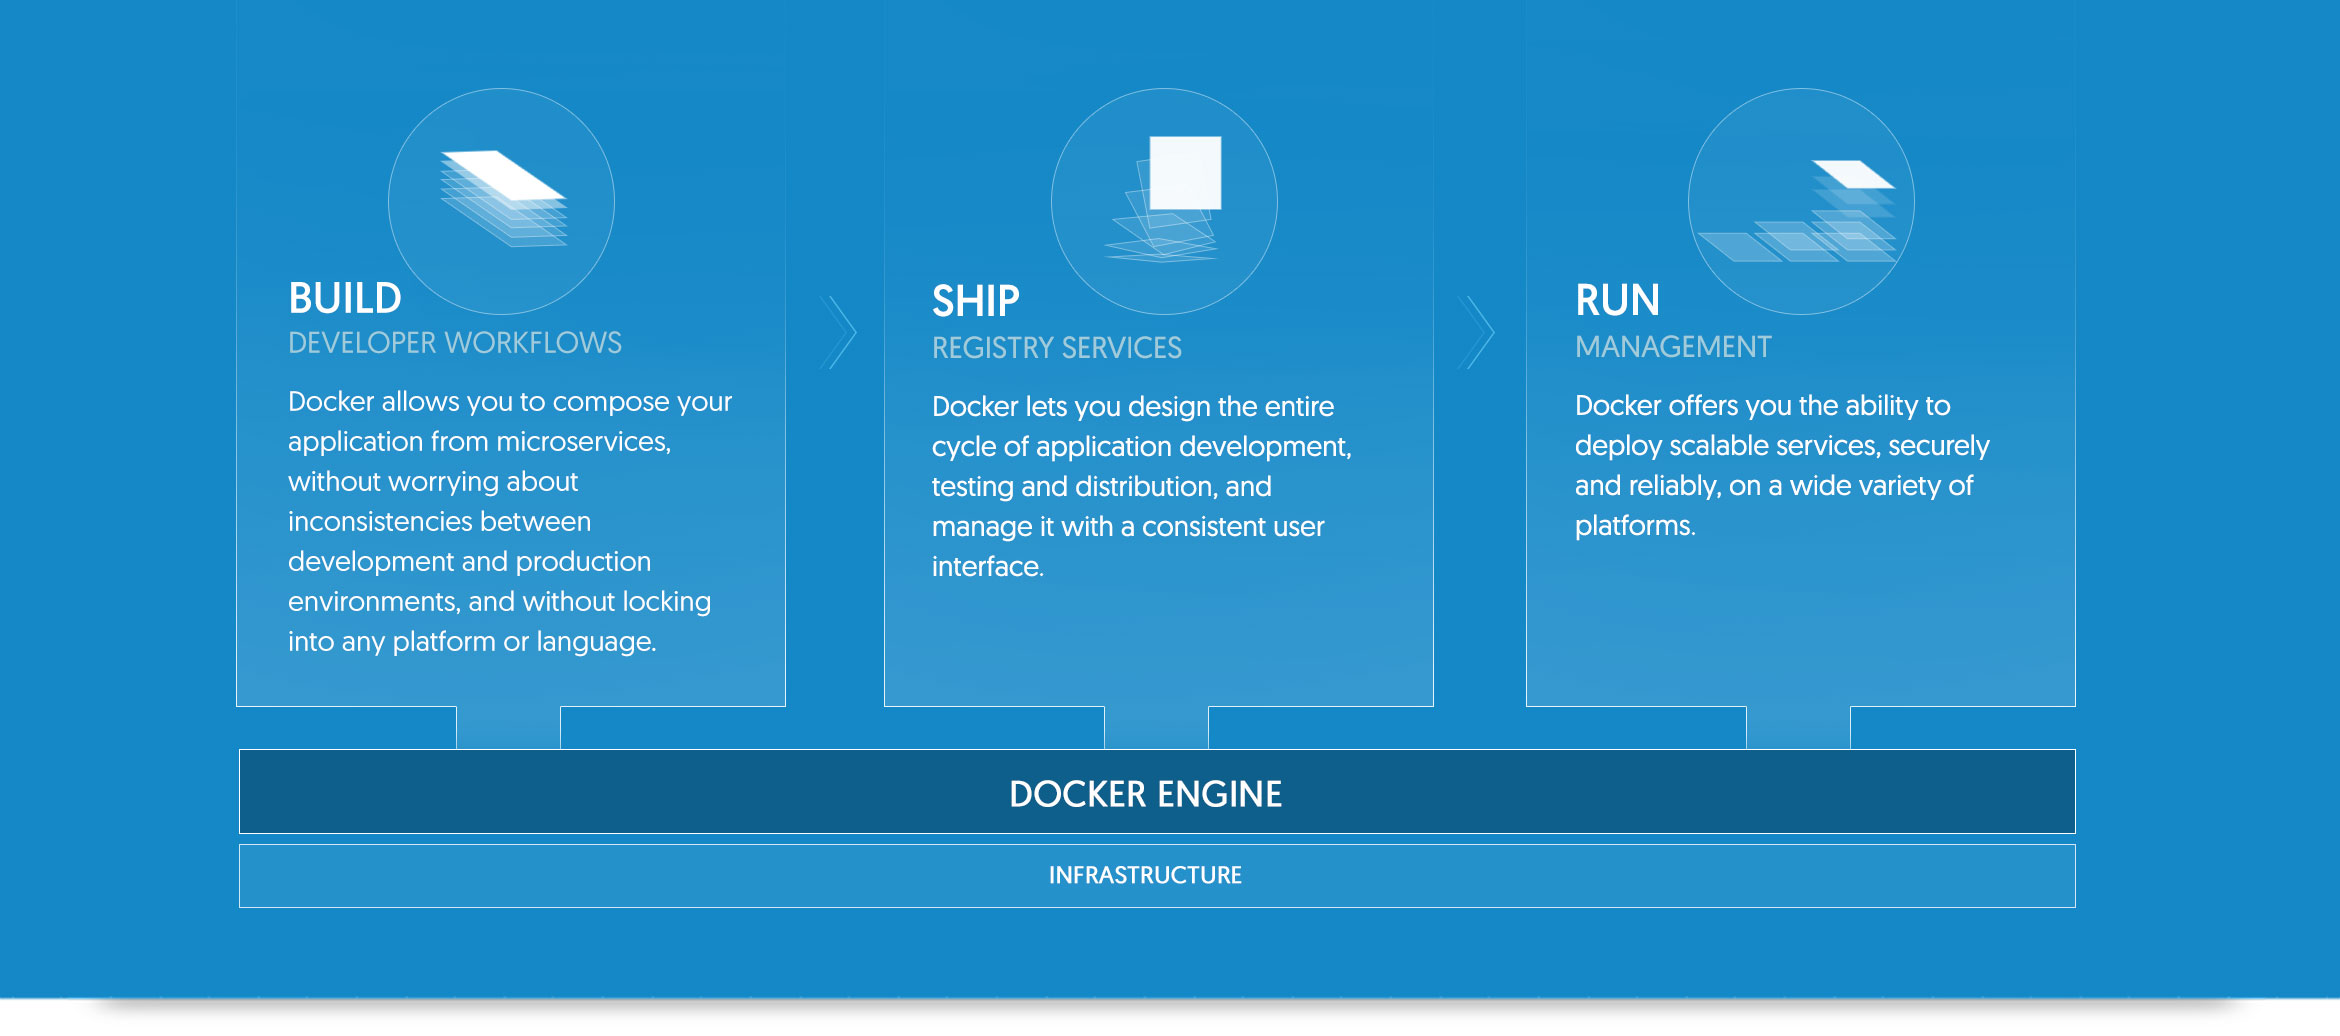 BUILD
DEVELOPER WORKFLOWS
Docker allows you to compose your
application from microservices,
without worrying about
inconsistencies between
development and production
environments, and without locking
into any platform or language.
SHIP
REGISTRY SERVICES
Docker lets you design the entire
cycle of application development,
testing and distribution, and
manage it with a consistent user
interface.
RUN
MANAGEMENT
Docker offers you the ability to
deploy scalable services, securely
and reliably, on a wide variety of
platforms.
DOCKER ENGINE
INFRASTRUCTURE